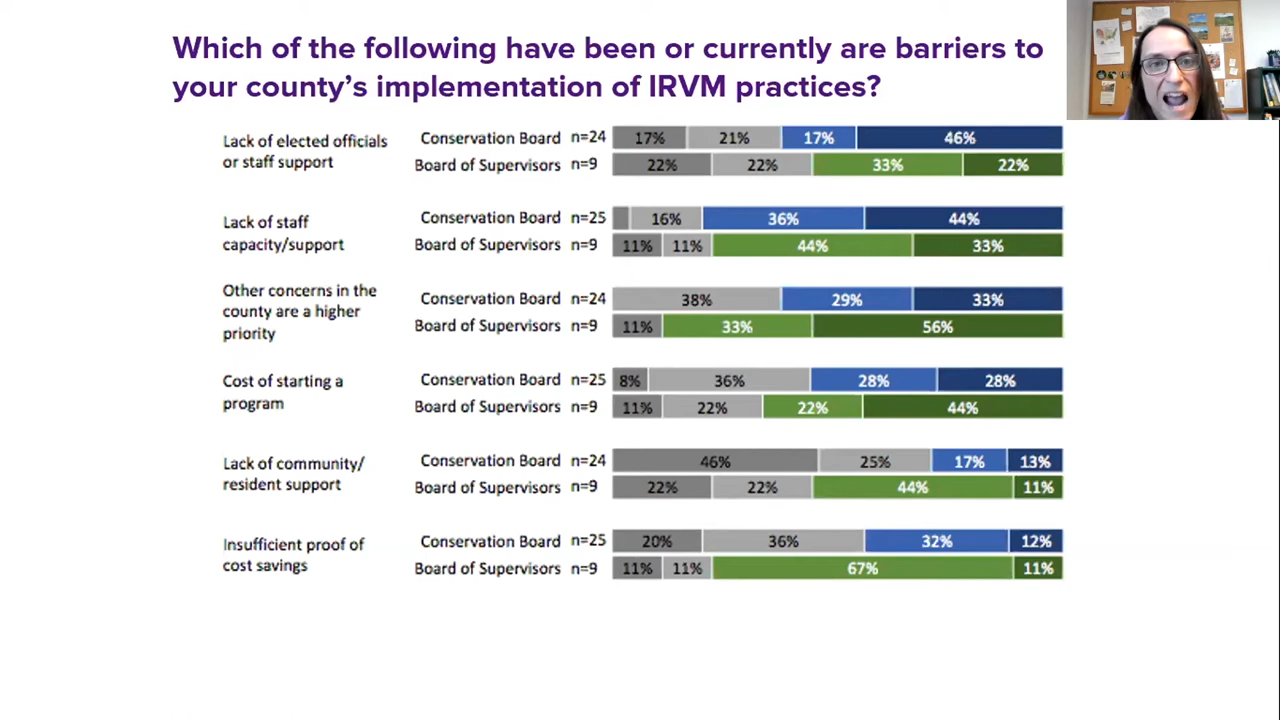 Which of the following have been or currently are barriers to
your county's implementation of IRVM practices?
Lack of elected officials
or staff support
Conservation Board n=24 17% 21% 17% 46%
Board of Supervisors n=9 22% 22% 33% 22%
Lack of staff
capacity/support
Conservation Board n=25 16% 36% 44%
Board of Supervisors n=9 11% 11% 44% 33%
Other concerns in the
county are a higher
priority
Conservation Board n=24 38% 29% 33%
Board of Supervisors n=9 11% 33% 56%
Cost of starting a
program
Conservation Board n=25 8% 36% 28% 28%
Board of Supervisors n=9 11% 22% 22% 44%
Lack of community/
resident support
Conservation Board n=24 46% 25% 17% 13%
Board of Supervisors n=9 22% 22% 44% 11%
Insufficient proof of
cost savings
Conservation Board n=25 20% 36% 32% 12%
Board of Supervisors n=9 11% 11% 67% 11%